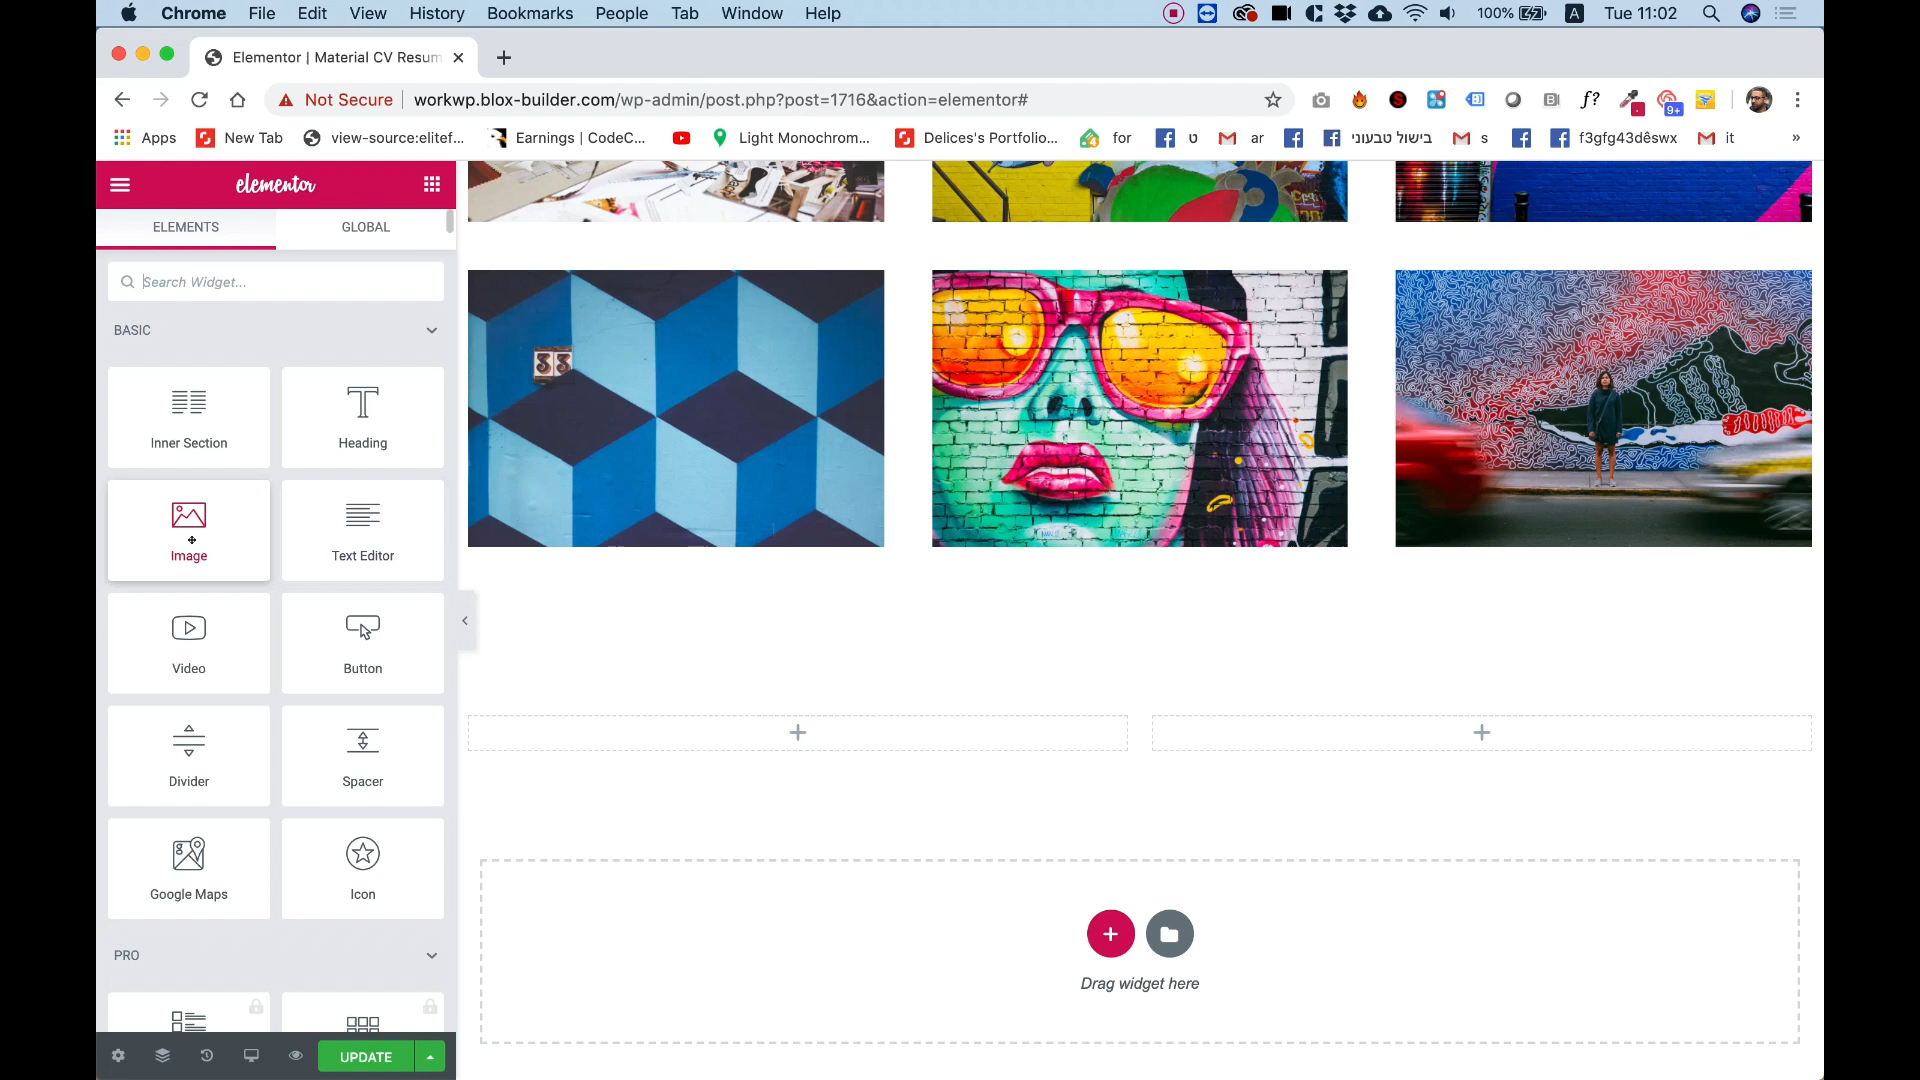 Chrome File Edit View History Bookmarks People Tab Window Help 100% A Tue 11:02
Elementor | Material CV Resum
Not Secure workwp.blox-builder.com/wp-admin/post.php?post=1716&action=elementor# f? 9+
Apps New Tab view-source:elitef... Earnings | CodeC... Light Monochrom... Delices's Portfolio... for ט ar בישול טבעוני s f3gfg43dêswx it »
elementor
ELEMENTS GLOBAL
Search Widget...
BASIC
33
Inner Section Heading
Image Text Editor
Video Button
Divider Spacer
Google Maps Icon
PRO
Drag widget here
UPDATE